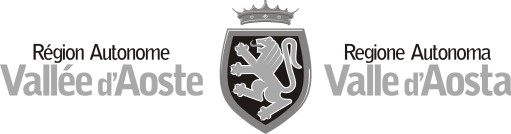 Région Autonome
Vallée d'Aoste
Regione Autonoma
Valle d'Aosta